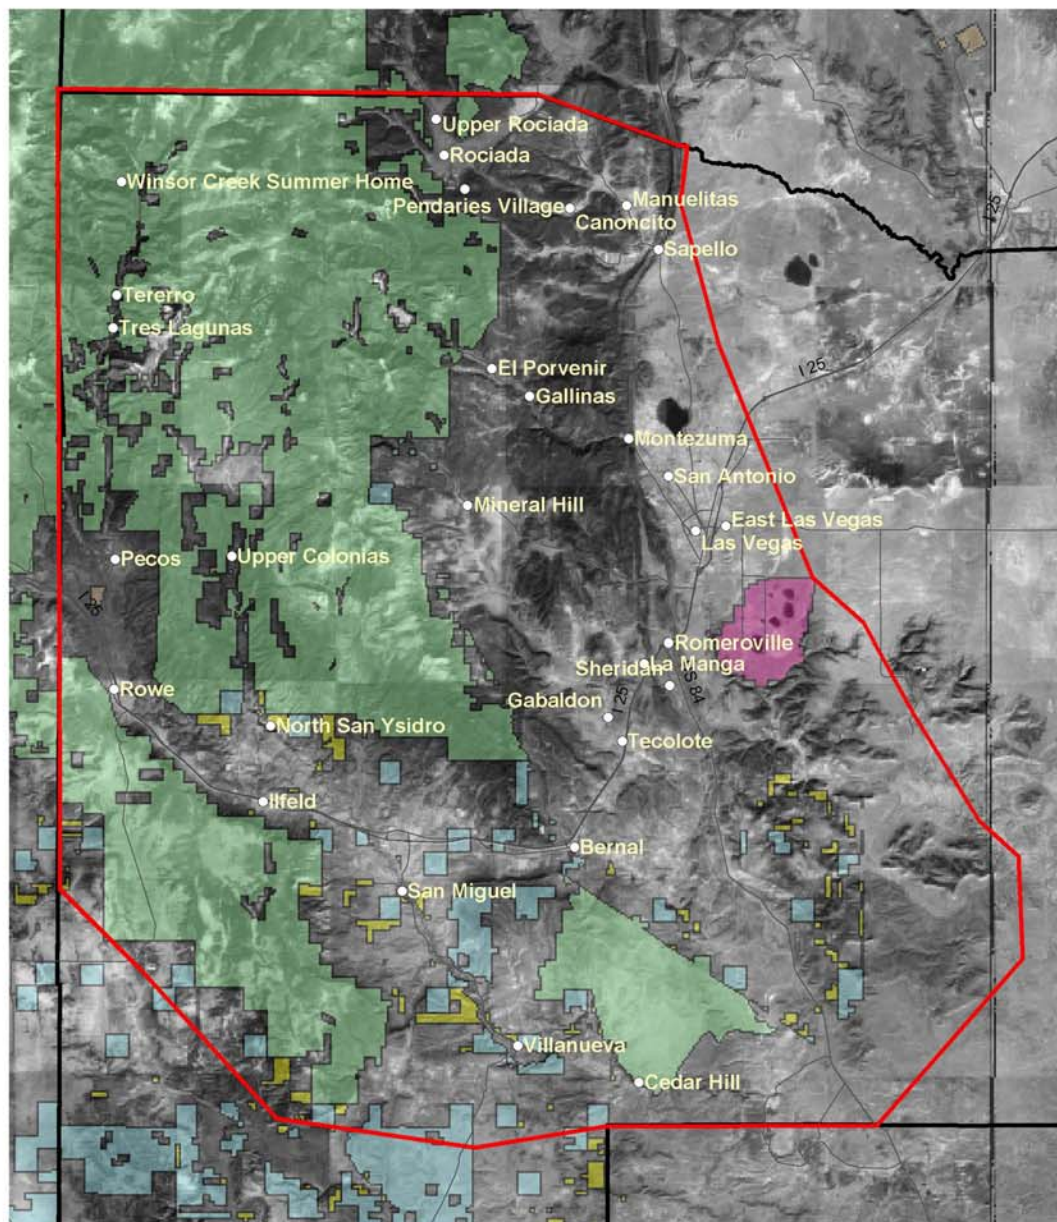 Upper Rociada
Rociada
Winsor Creek Summer Home
Pendaries Village
Manuelitas
Canoncito
I 25
Sapello
Tererro
Tres Lagunas
El Porvenir
I 25
Gallinas
Montezuma
San Antonio
Mineral Hill
East Las Vegas
Las Vegas
Pecos
Upper Colonias
I 25
Romeroville
Sheridan
La Manga
Rowe
US 84
Gabaldon
I 25
North San Ysidro
Tecolote
Ilfeld
Bernal
San Miguel
Villanueva
Cedar Hill